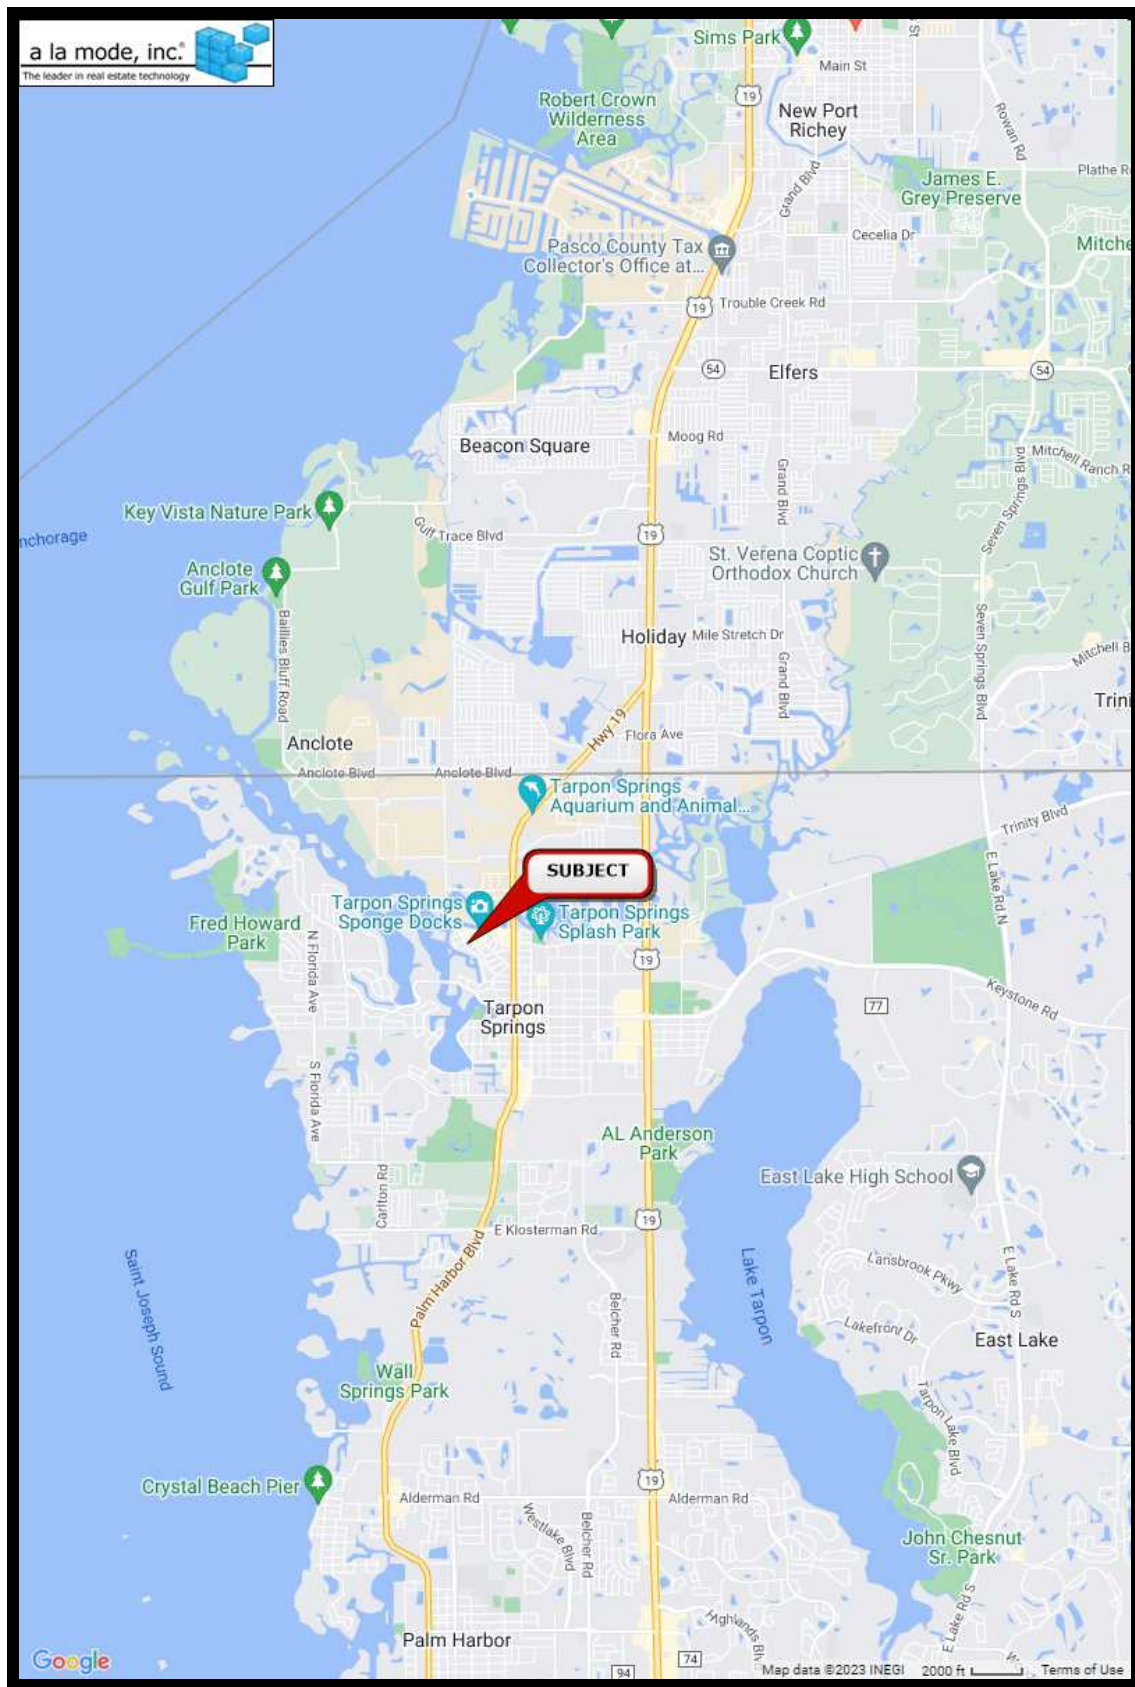 a la mode, inc.®
The leader in real estate technology
Sims Park
St
Main St
19
Robert Crown
Wilderness
Area
New Port
Richey
Rowan Rd
Grand Blvd
James E.
Grey Preserve
Plathe R
Cecelia Dr
Pasco County Tax
Collector's Office at...
Mitche
19
Trouble Creek Rd
54
Elfers
54
Moog Rd
Beacon Square
Mitchell Ranch R
Seven Springs Blvd
Grand Blvd
Key Vista Nature Park
Gulf Trace Blvd
19
nchorage
St. Verena Coptic
Orthodox Church
Anclote
Gulf Park
Baillies Bluff Road
Holiday
Mile Stretch Dr
Seven Springs Blvd
Mitchell B
Grand Blvd
Trini
Hwy 19
Flora Ave
Anclote
Anclote Blvd
Anclote Blvd
Tarpon Springs
Aquarium and Animal...
Trinity Blvd
SUBJECT
E Lake Rd N
Tarpon Springs
Sponge Docks
Tarpon Springs
Splash Park
Fred Howard
Park
N Florida Ave
19
Keystone Rd
77
Tarpon
Springs
S Florida Ave
AL Anderson
Park
East Lake High School
Carlton Rd
19
E Klosterman Rd
Saint Joseph Sound
Palm Harbor Blvd
Lake Tarpon
Lansbrook Pkwy
E Lake Rd S
Belcher Rd
Lakefront Dr
East Lake
Wall
Springs Park
Tarpon Lake Blvd
Crystal Beach Pier
19
Alderman Rd
Alderman Rd
Westlake Blvd
Belcher Rd
John Chesnut
Sr. Park
E Lake Rd S
Highlands Blv
Palm Harbor
74
94
Google
Map data ©2023 INEGI
2000 ft
Terms of Use